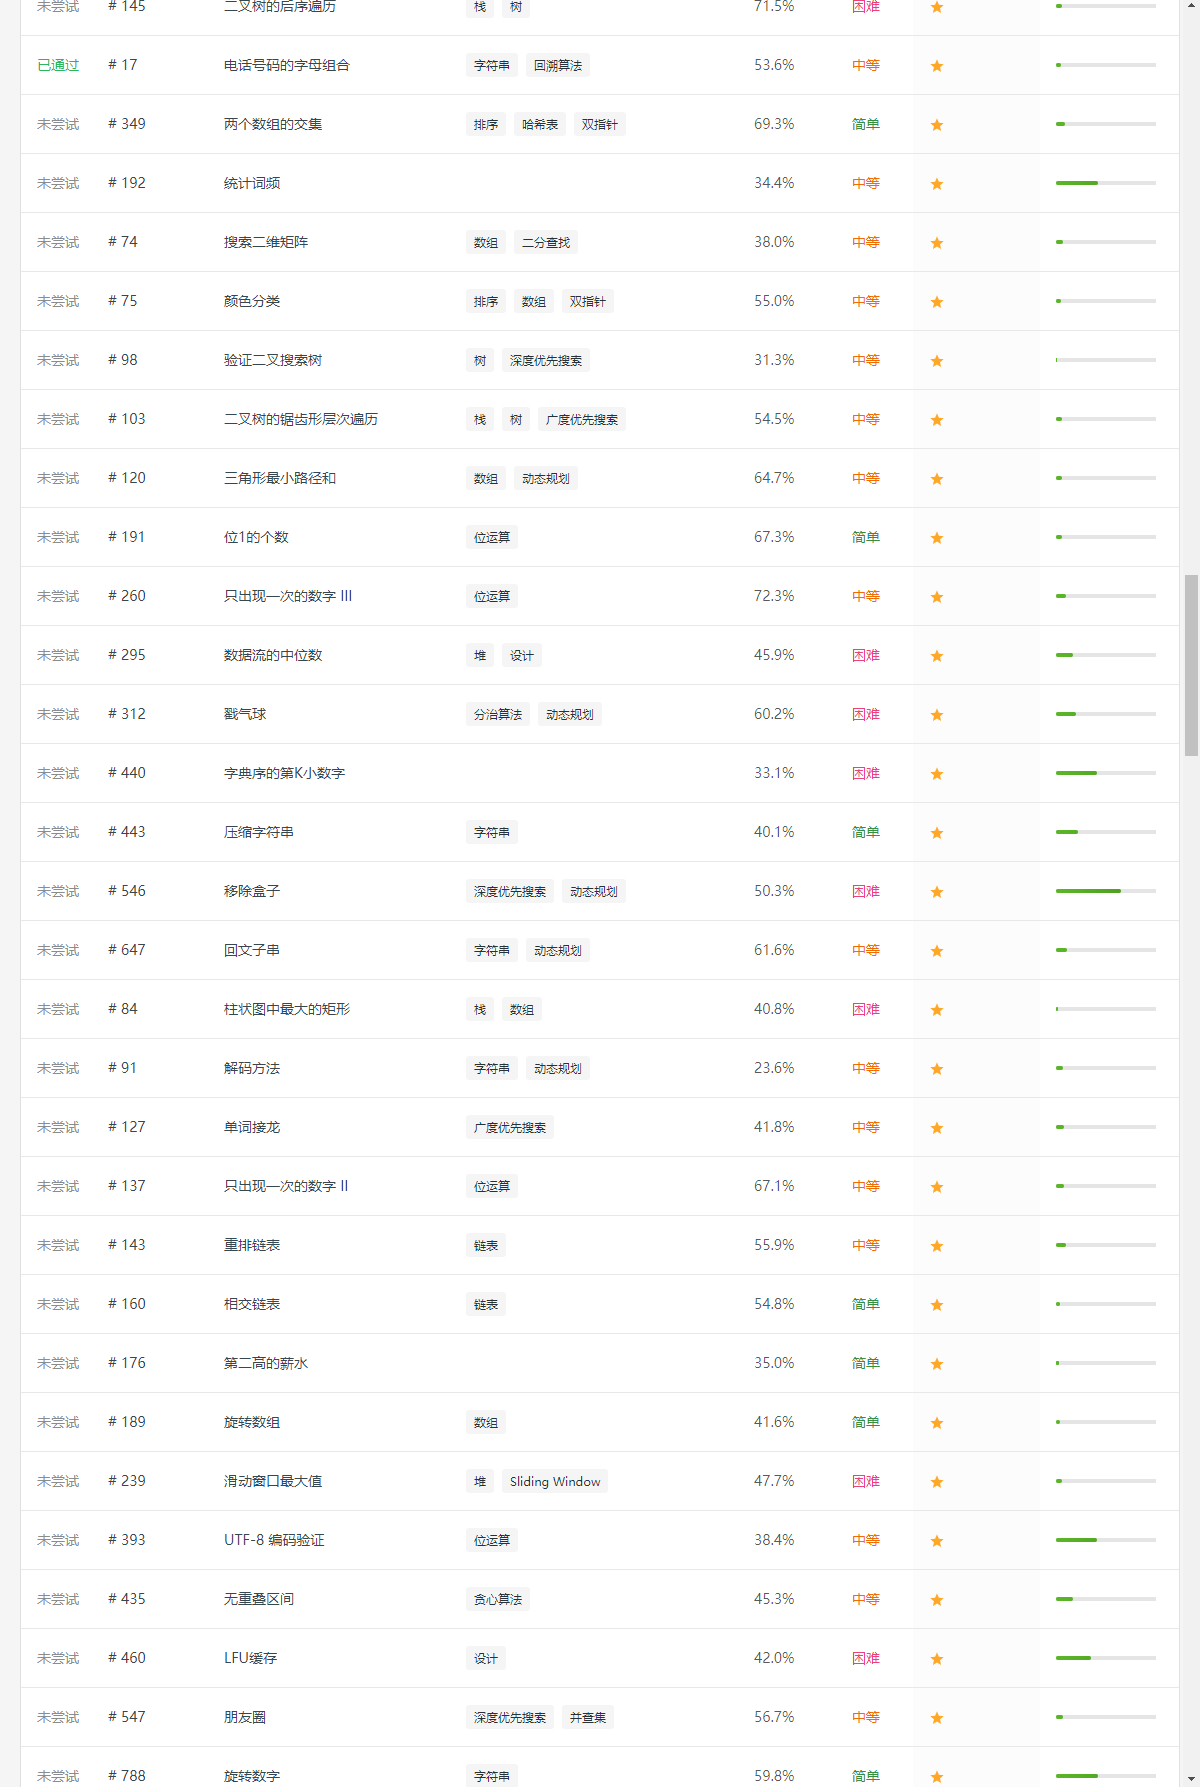 # 145 二叉树的后序遍历 栈 树 71.5% 困难
已通过 # 17 电话号码的字母组合 字符串 回溯算法 53.6% 中等
未尝试 # 349 两个数组的交集 排序 哈希表 双指针 69.3% 简单
未尝试 # 192 统计词频 34.4% 中等
未尝试 # 74 搜索二维矩阵 数组 二分查找 38.0% 中等
未尝试 # 75 颜色分类 排序 数组 双指针 55.0% 中等
未尝试 # 98 验证二叉搜索树 树 深度优先搜索 31.3% 中等
未尝试 # 103 二叉树的锯齿形层次遍历 栈 树 广度优先搜索 54.5% 中等
未尝试 # 120 三角形最小路径和 数组 动态规划 64.7% 中等
未尝试 # 191 位1的个数 位运算 67.3% 简单
未尝试 # 260 只出现一次的数字 III 位运算 72.3% 中等
未尝试 # 295 数据流的中位数 堆 设计 45.9% 困难
未尝试 # 312 戳气球 分治算法 动态规划 60.2% 困难
未尝试 # 440 字典序的第K小数字 33.1% 困难
未尝试 # 443 压缩字符串 字符串 40.1% 简单
未尝试 # 546 移除盒子 深度优先搜索 动态规划 50.3% 困难
未尝试 # 647 回文子串 字符串 动态规划 61.6% 中等
未尝试 # 84 柱状图中最大的矩形 栈 数组 40.8% 困难
未尝试 # 91 解码方法 字符串 动态规划 23.6% 中等
未尝试 # 127 单词接龙 广度优先搜索 41.8% 中等
未尝试 # 137 只出现一次的数字 II 位运算 67.1% 中等
未尝试 # 143 重排链表 链表 55.9% 中等
未尝试 # 160 相交链表 链表 54.8% 简单
未尝试 # 176 第二高的薪水 35.0% 简单
未尝试 # 189 旋转数组 数组 41.6% 简单
未尝试 # 239 滑动窗口最大值 堆 Sliding Window 47.7% 困难
未尝试 # 393 UTF-8 编码验证 位运算 38.4% 中等
未尝试 # 435 无重叠区间 贪心算法 45.3% 中等
未尝试 # 460 LFU缓存 设计 42.0% 困难
未尝试 # 547 朋友圈 深度优先搜索 并查集 56.7% 中等
未尝试 # 788 旋转数字 字符串 59.8% 简单